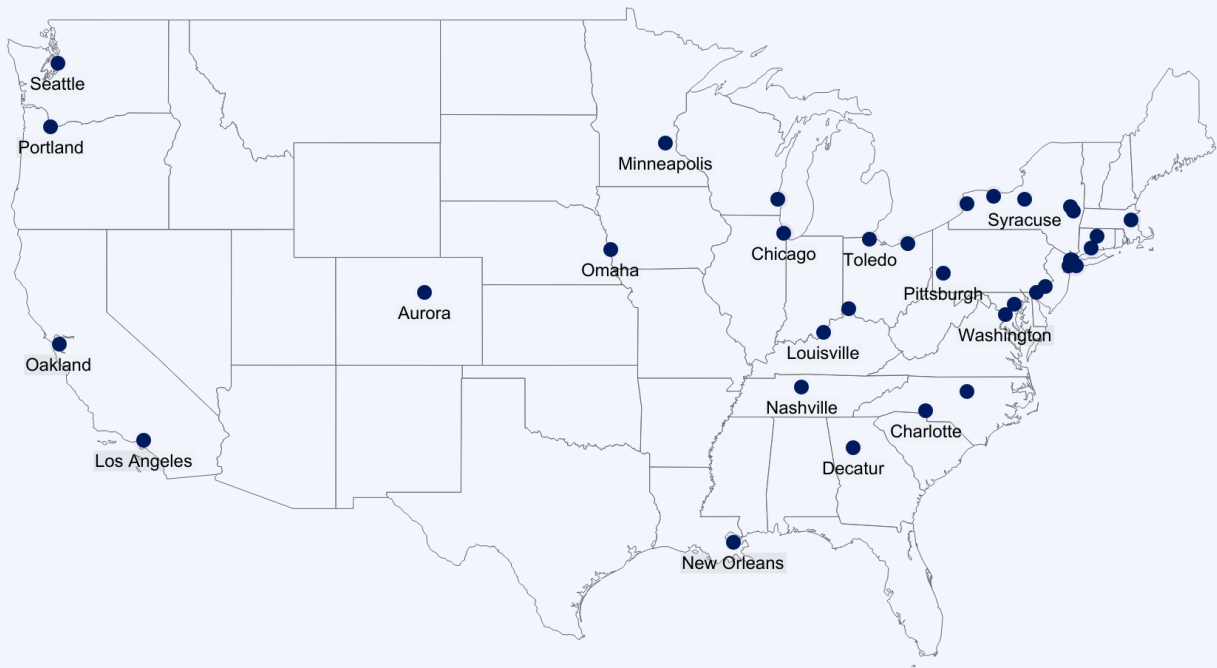 Seattle
Portland
Minneapolis
Syracuse
Chicago
Toledo
Omaha
Pittsburgh
Aurora
Washington
Louisville
Oakland
Nashville
Charlotte
Los Angeles
Decatur
New Orleans